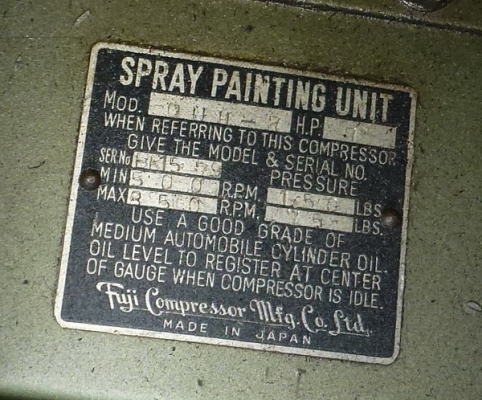 SPRAY PAINTING UNIT
MOD. H.P.
WHEN REFERRING TO THIS COMPRESSOR
GIVE THE MODEL & SERIAL NO.
SER.No PRESSURE
MIN 500 R.P.M. LBS.
MAX 850 R.P.M. LBS.
USE A GOOD GRADE OF
MEDIUM AUTOMOBILE CYLINDER OIL.
OIL LEVEL TO REGISTER AT CENTER
OF GAUGE WHEN COMPRESSOR IS IDLE.
Fuji Compressor Mfg. Co. Ltd.
MADE IN JAPAN